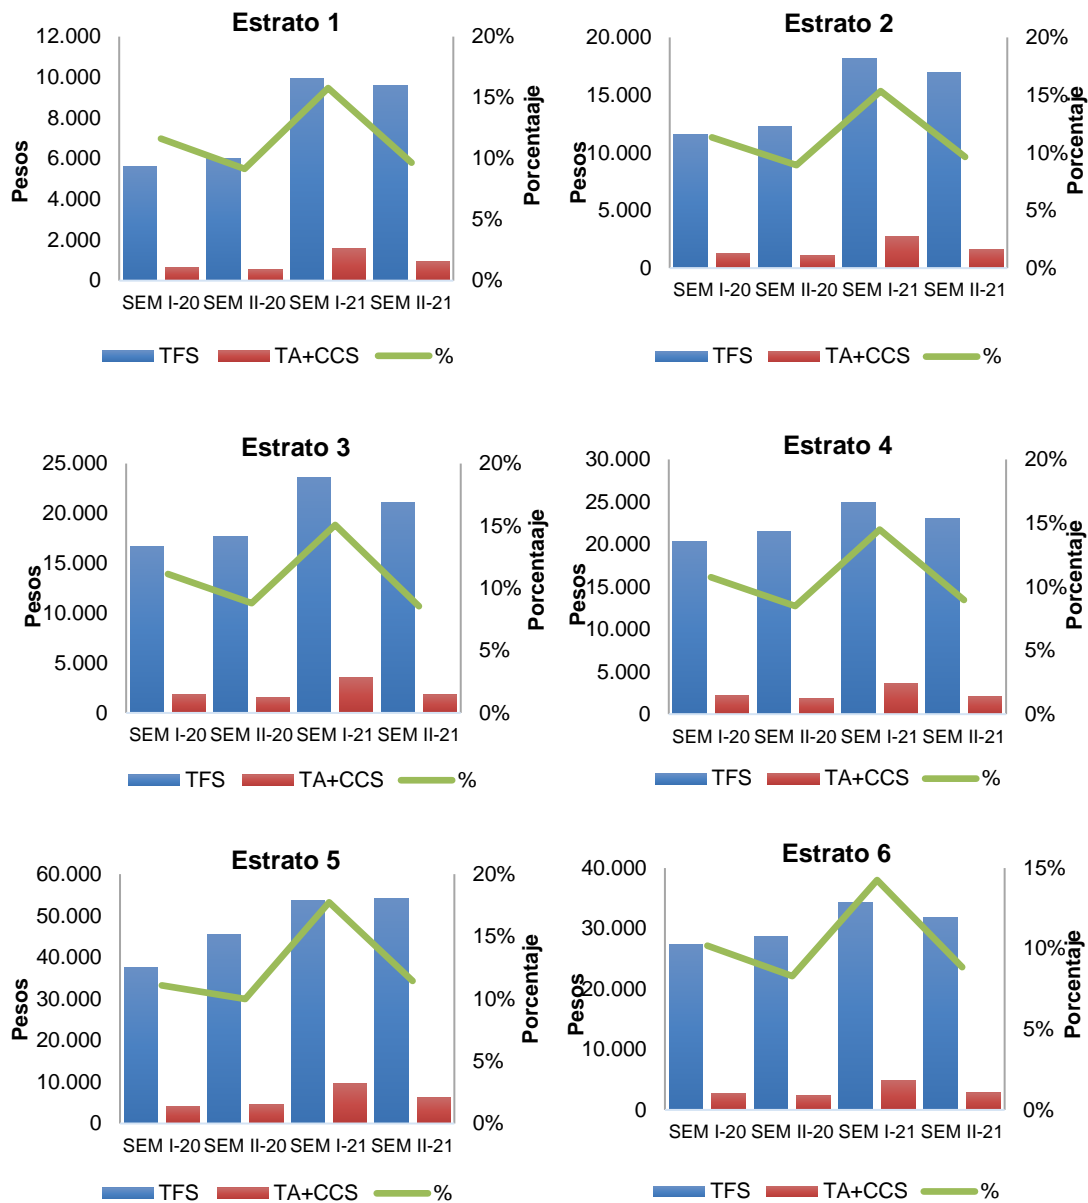 Estrato 1
12.000
10.000
8.000
6.000
4.000
2.000
0
Pesos
20%
15%
10%
5%
0%
Porcentaaje
SEM I-20 SEM II-20 SEM I-21 SEM II-21
TFS TA+CCS %
Estrato 2
20.000
15.000
10.000
5.000
0
Pesos
20%
15%
10%
5%
0%
Porcentaaje
SEM I-20 SEM II-20 SEM I-21 SEM II-21
TFS TA+CCS %
Estrato 3
25.000
20.000
15.000
10.000
5.000
0
Pesos
20%
15%
10%
5%
0%
Porcentaaje
SEM I-20 SEM II-20 SEM I-21 SEM II-21
TFS TA+CCS %
Estrato 4
30.000
25.000
20.000
15.000
10.000
5.000
0
Pesos
20%
15%
10%
5%
0%
Porcentaje
SEM I-20 SEM II-20 SEM I-21 SEM II-21
TFS TA+CCS %
Estrato 5
60.000
50.000
40.000
30.000
20.000
10.000
0
Pesos
20%
15%
10%
5%
0%
Porcentaje
SEM I-20 SEM II-20 SEM I-21 SEM II-21
TFS TA+CCS %
Estrato 6
40.000
30.000
20.000
10.000
0
Pesos
15%
10%
5%
0%
Porcentaje
SEM I-20 SEM II-20 SEM I-21 SEM II-21
TFS TA+CCS %